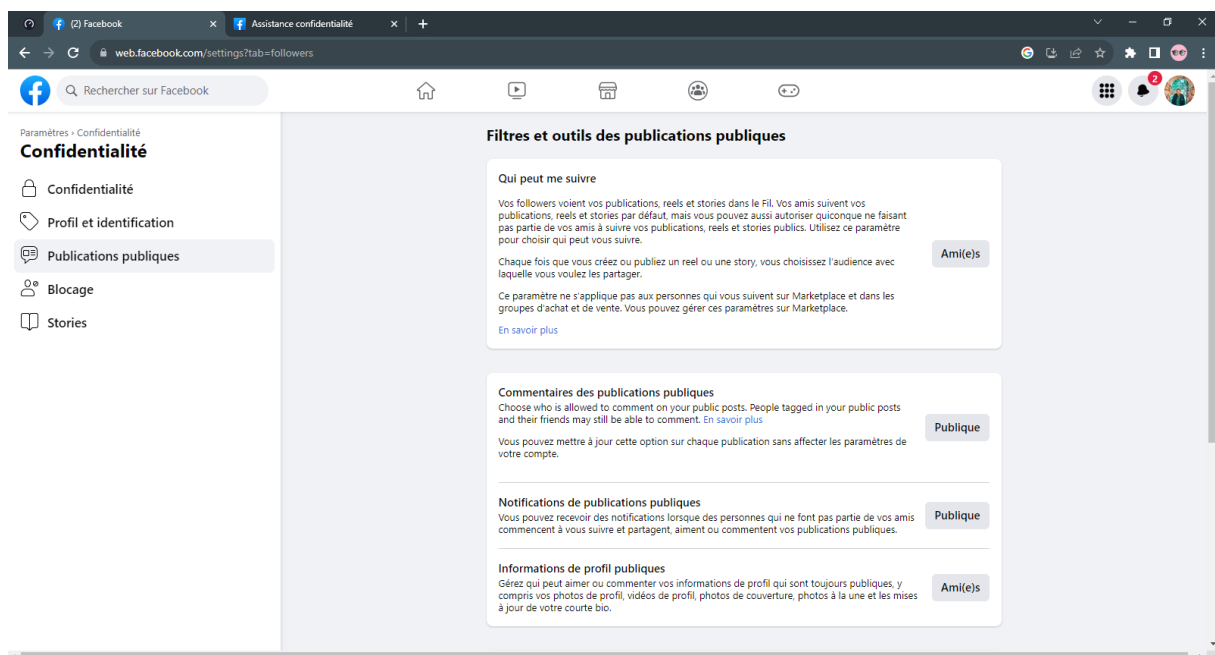 (2) Facebook
Assistance confidentialité
web.facebook.com/settings?tab=followers
Rechercher sur Facebook
2
Paramètres › Confidentialité
Confidentialité
Confidentialité
Profil et identification
Publications publiques
Blocage
Stories
Filtres et outils des publications publiques
Qui peut me suivre
Vos followers voient vos publications, reels et stories dans le Fil. Vos amis suivent vos
publications, reels et stories par défaut, mais vous pouvez aussi autoriser quiconque ne faisant
pas partie de vos amis à suivre vos publications, reels et stories publics. Utilisez ce paramètre
pour choisir qui peut vous suivre.
Chaque fois que vous créez ou publiez un reel ou une story, vous choisissez l'audience avec
laquelle vous voulez les partager.
Ce paramètre ne s'applique pas aux personnes qui vous suivent sur Marketplace et dans les
groupes d'achat et de vente. Vous pouvez gérer ces paramètres sur Marketplace.
En savoir plus
Ami(e)s
Commentaires des publications publiques
Choose who is allowed to comment on your public posts. People tagged in your public posts
and their friends may still be able to comment. En savoir plus
Vous pouvez mettre à jour cette option sur chaque publication sans affecter les paramètres de
votre compte.
Publique
Notifications de publications publiques
Vous pouvez recevoir des notifications lorsque des personnes qui ne font pas partie de vos amis
commencent à vous suivre et partagent, aiment ou commentent vos publications publiques.
Publique
Informations de profil publiques
Gérez qui peut aimer ou commenter vos informations de profil qui sont toujours publiques, y
compris vos photos de profil, vidéos de profil, photos de couverture, photos à la une et les mises
à jour de votre courte bio.
Ami(e)s